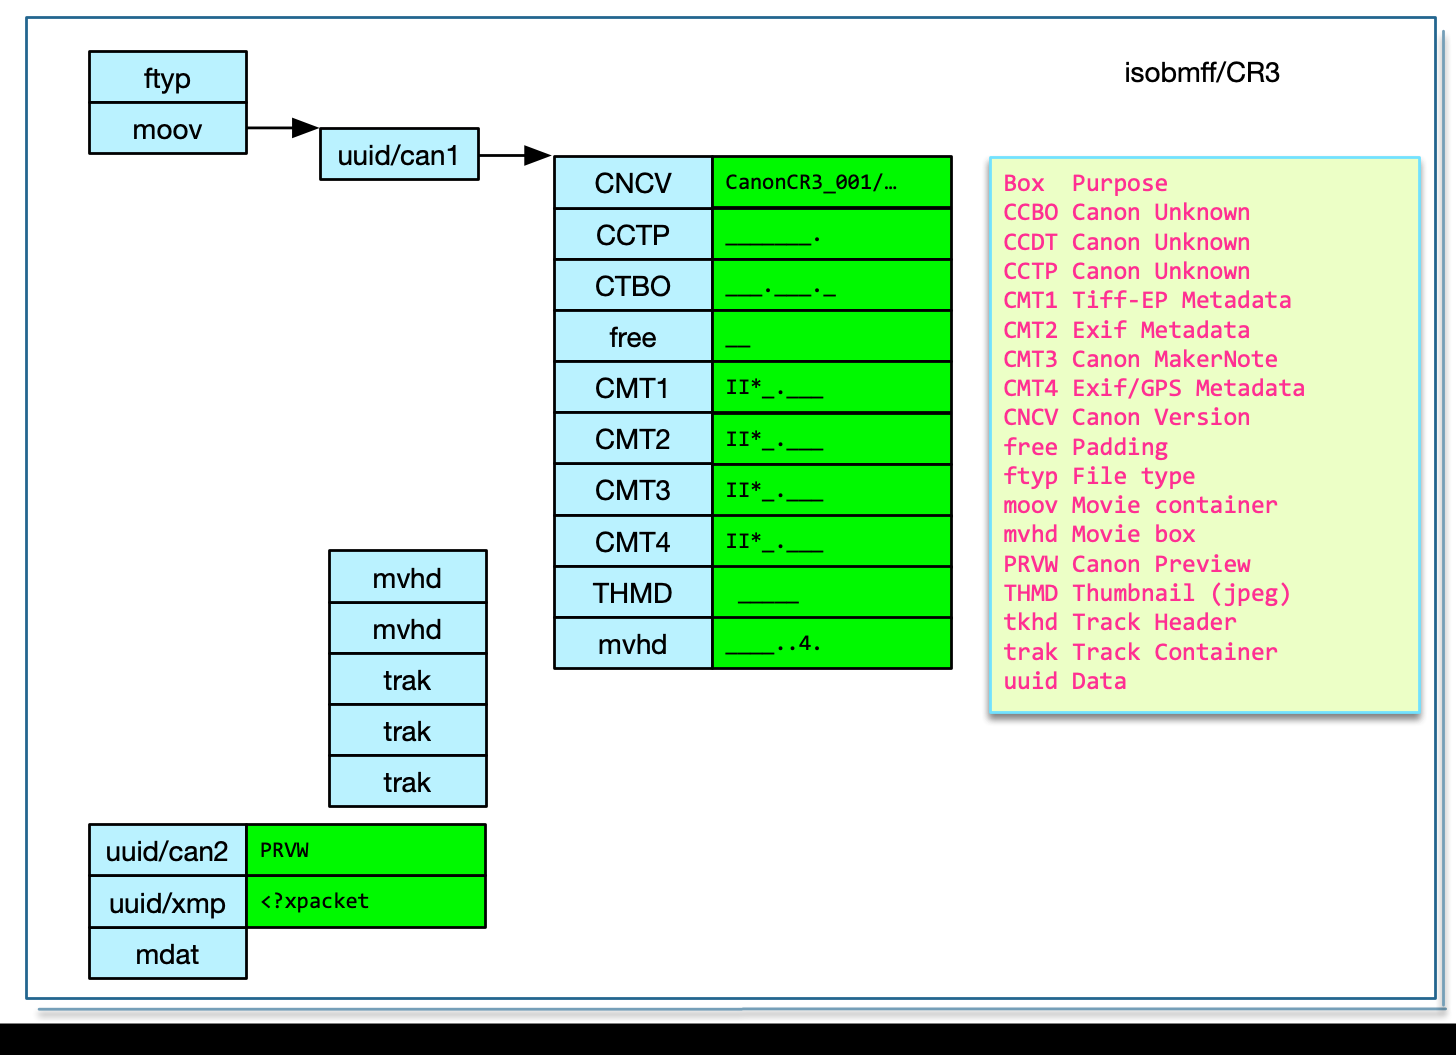 isobmff/CR3
ftyp
moov
uuid/can1
CNCV CanonCR3_001/…
CCTP _______.
CTBO ___.___._
free __
CMT1 II*_.___
CMT2 II*_.___
CMT3 II*_.___
CMT4 II*_.___
THMD _____
mvhd ____..4.
mvhd
mvhd
trak
trak
trak
uuid/can2 PRVW
uuid/xmp <?xpacket
mdat
Box Purpose
CCBO Canon Unknown
CCDT Canon Unknown
CCTP Canon Unknown
CMT1 Tiff-EP Metadata
CMT2 Exif Metadata
CMT3 Canon MakerNote
CMT4 Exif/GPS Metadata
CNCV Canon Version
free Padding
ftyp File type
moov Movie container
mvhd Movie box
PRVW Canon Preview
THMD Thumbnail (jpeg)
tkhd Track Header
trak Track Container
uuid Data